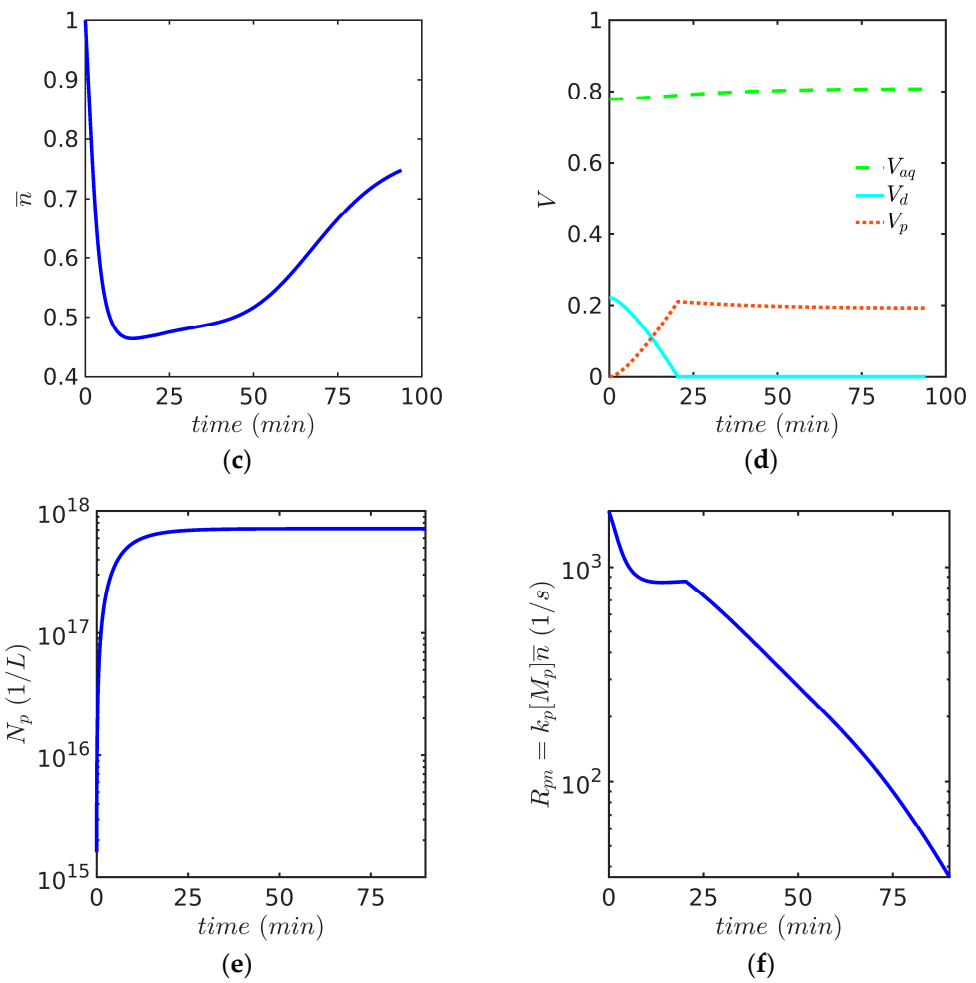 1
0.9
0.8
0.7
0.6
0.5
0.4
n̅
0 25 50 75 100
time (min)
(c)
1
0.8
0.6
0.4
0.2
0
V
V_aq
V_d
V_p
0 25 50 75 100
time (min)
(d)
10^18
10^17
10^16
10^15
N_p (1/L)
0 25 50 75
time (min)
(e)
10^3
10^2
R_pn = k_p[M_p]n̅ (1/s)
0 25 50 75
time (min)
(f)